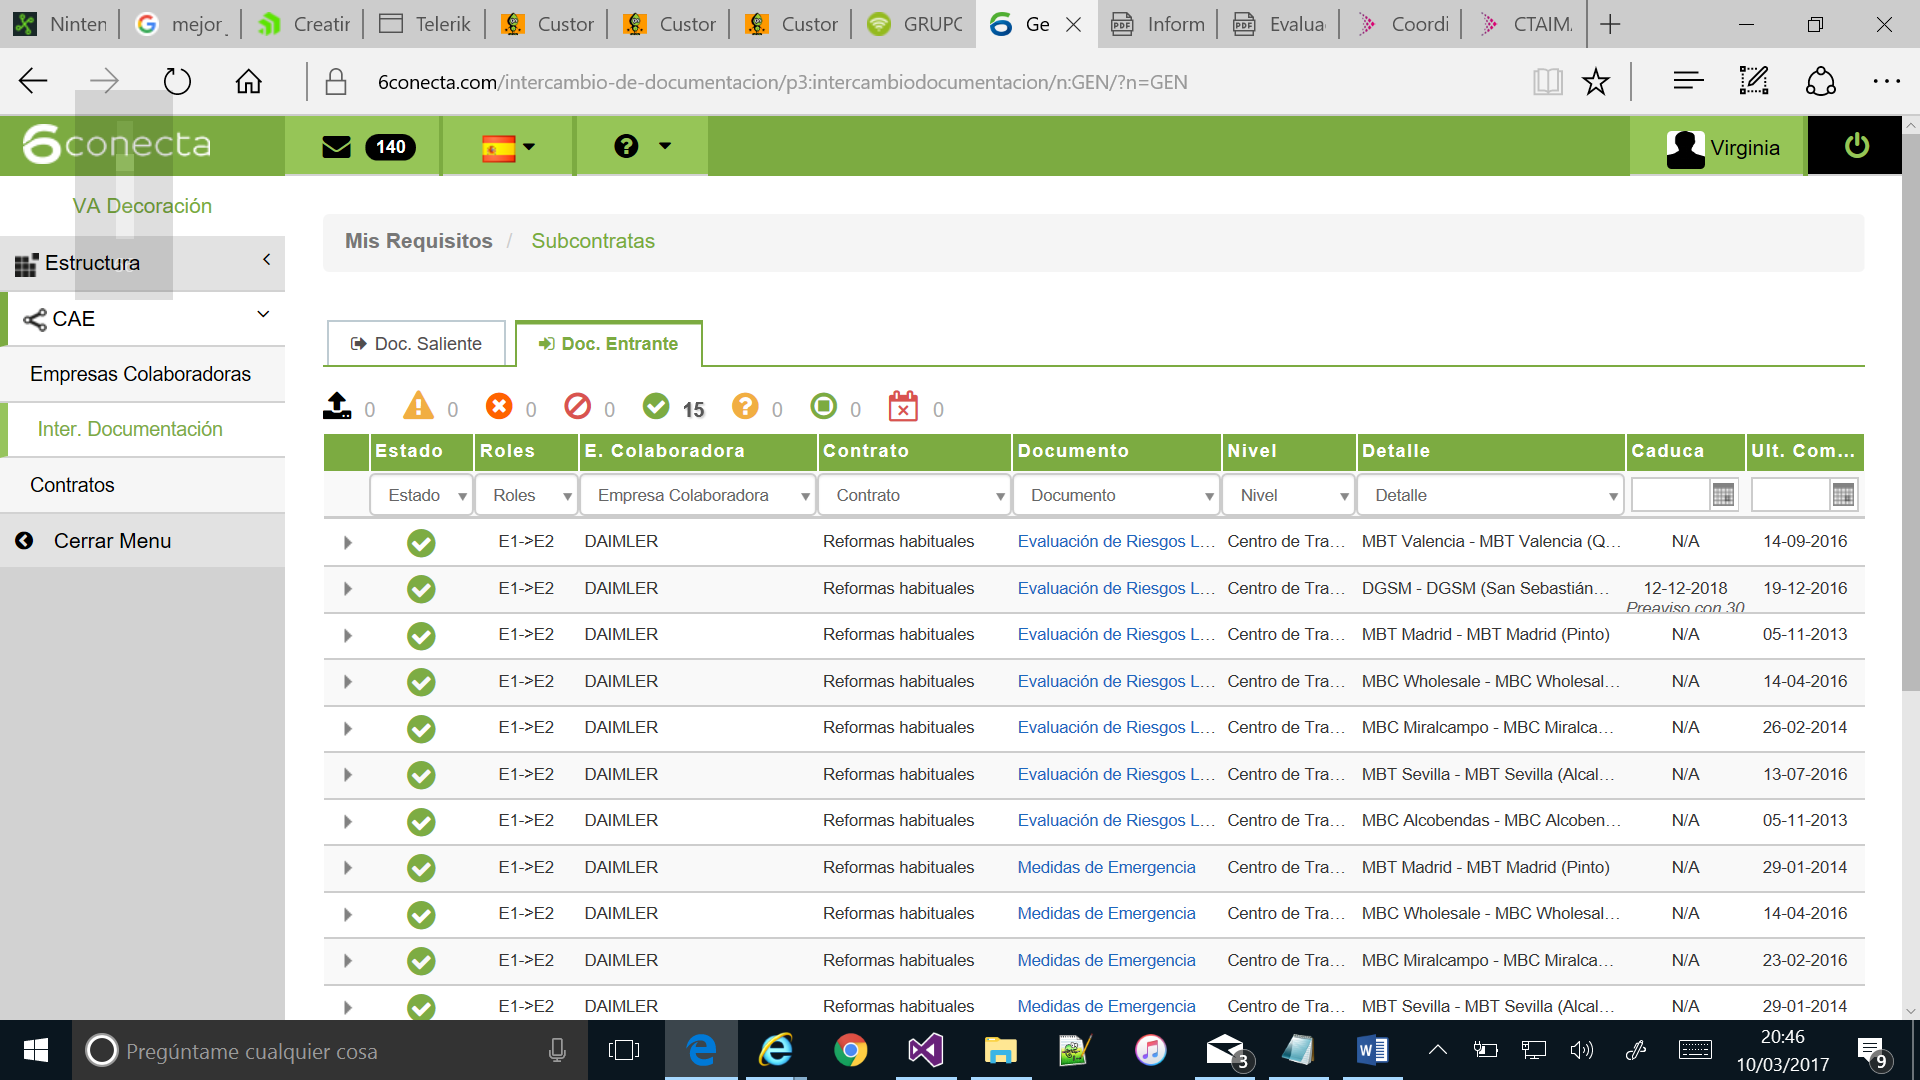 Ninten
mejor
Creatin
Telerik
Custor
Custor
Custor
GRUPO
Ge
Inform
Evalua
Coordi
CTAIM
6conecta.com/intercambio-de-documentacion/p3:intercambiodocumentacion/n:GEN/?n=GEN
6conecta
140
Virginia
VA Decoración
Estructura
CAE
Empresas Colaboradoras
Inter. Documentación
Contratos
Cerrar Menu
Mis Requisitos / Subcontratas
Doc. Saliente
Doc. Entrante
0 0 0 0 15 0 0 0
Estado Roles E. Colaboradora Contrato Documento Nivel Detalle Caduca Ult. Com...
Estado Roles Empresa Colaboradora Contrato Documento Nivel Detalle
E1->E2 DAIMLER Reformas habituales Evaluación de Riesgos L... Centro de Tra... MBT Valencia - MBT Valencia (Q... N/A 14-09-2016
E1->E2 DAIMLER Reformas habituales Evaluación de Riesgos L... Centro de Tra... DGSM - DGSM (San Sebastián... 12-12-2018 19-12-2016
Preaviso con 30
E1->E2 DAIMLER Reformas habituales Evaluación de Riesgos L... Centro de Tra... MBT Madrid - MBT Madrid (Pinto) N/A 05-11-2013
E1->E2 DAIMLER Reformas habituales Evaluación de Riesgos L... Centro de Tra... MBC Wholesale - MBC Wholesal... N/A 14-04-2016
E1->E2 DAIMLER Reformas habituales Evaluación de Riesgos L... Centro de Tra... MBC Miralcampo - MBC Miralca... N/A 26-02-2014
E1->E2 DAIMLER Reformas habituales Evaluación de Riesgos L... Centro de Tra... MBT Sevilla - MBT Sevilla (Alcal... N/A 13-07-2016
E1->E2 DAIMLER Reformas habituales Evaluación de Riesgos L... Centro de Tra... MBC Alcobendas - MBC Alcoben... N/A 05-11-2013
E1->E2 DAIMLER Reformas habituales Medidas de Emergencia Centro de Tra... MBT Madrid - MBT Madrid (Pinto) N/A 29-01-2014
E1->E2 DAIMLER Reformas habituales Medidas de Emergencia Centro de Tra... MBC Wholesale - MBC Wholesal... N/A 14-04-2016
E1->E2 DAIMLER Reformas habituales Medidas de Emergencia Centro de Tra... MBC Miralcampo - MBC Miralca... N/A 23-02-2016
E1->E2 DAIMLER Reformas habituales Medidas de Emergencia Centro de Tra... MBT Sevilla - MBT Sevilla (Alcal... N/A 29-01-2014
Pregúntame cualquier cosa
3
20:46
10/03/2017
9